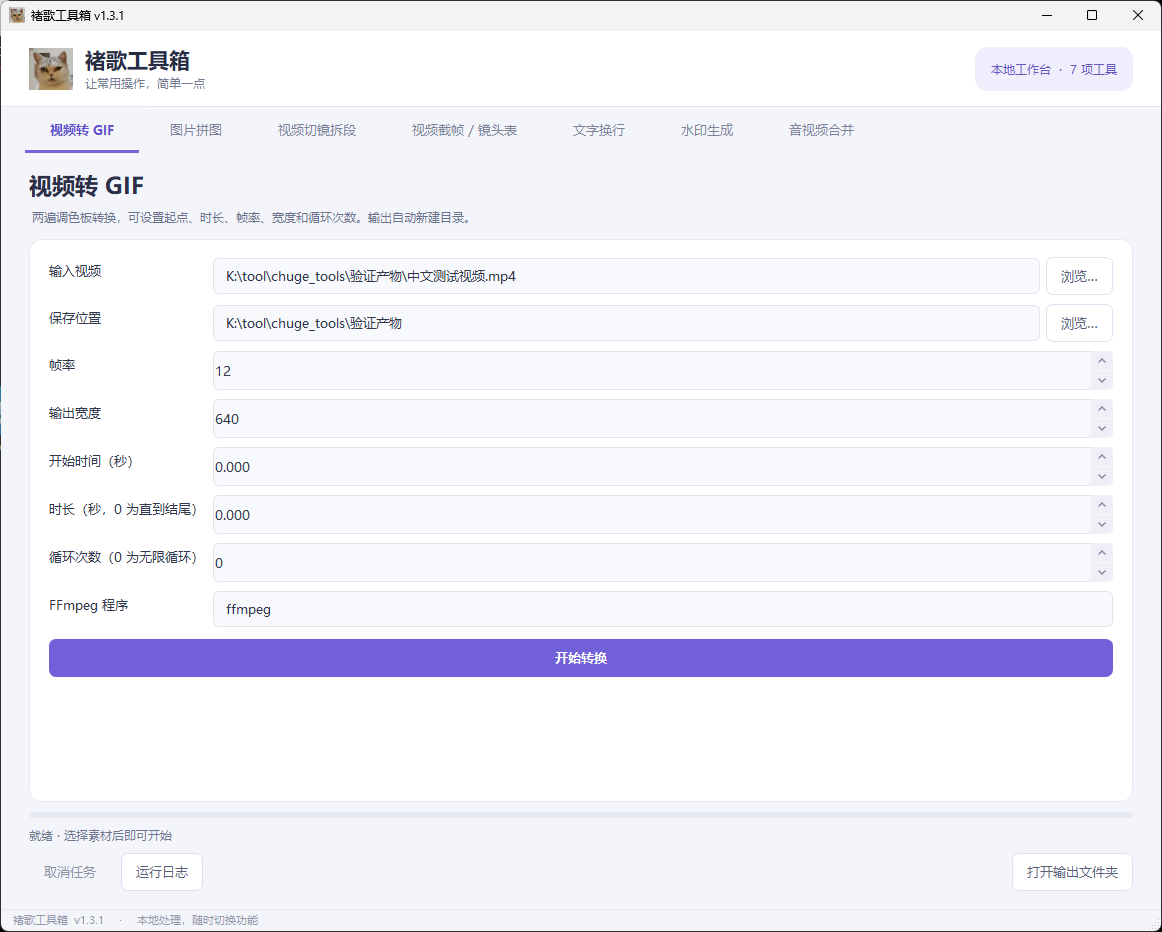 褚歌工具箱 v1.3.1
褚歌工具箱
让常用操作，简单一点
本地工作台 · 7 项工具
视频转 GIF
图片拼图
视频切镜拆段
视频截帧 / 镜头表
文字换行
水印生成
音视频合并
视频转 GIF
两遍调色板转换，可设置起点、时长、帧率、宽度和循环次数。输出自动新建目录。
输入视频
K:\tool\chuge_tools\验证产物\中文测试视频.mp4
浏览...
保存位置
K:\tool\chuge_tools\验证产物
浏览...
帧率
12
输出宽度
640
开始时间（秒）
0.000
时长（秒，0 为直到结尾）
0.000
循环次数（0 为无限循环）
0
FFmpeg 程序
ffmpeg
开始转换
就绪 · 选择素材后即可开始
取消任务
运行日志
打开输出文件夹
褚歌工具箱 v1.3.1 · 本地处理，随时切换功能